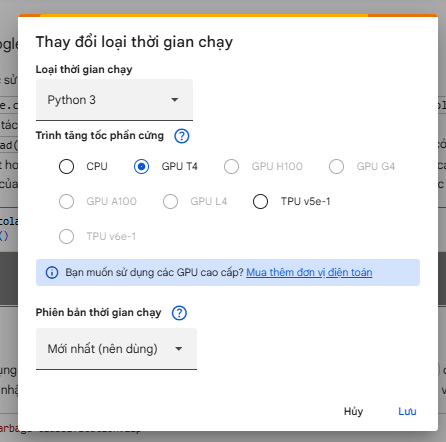 ogle
Thay đổi loại thời gian chạy
Loại thời gian chạy
Python 3
Trình tăng tốc phần cứng
CPU GPU T4 GPU H100 GPU G4
GPU A100 GPU L4 TPU v5e-1
TPU v6e-1
Bạn muốn sử dụng các GPU cao cấp? Mua thêm đơn vị điện toán
Phiên bản thời gian chạy
Mới nhất (nên dùng)
Hủy Lưu